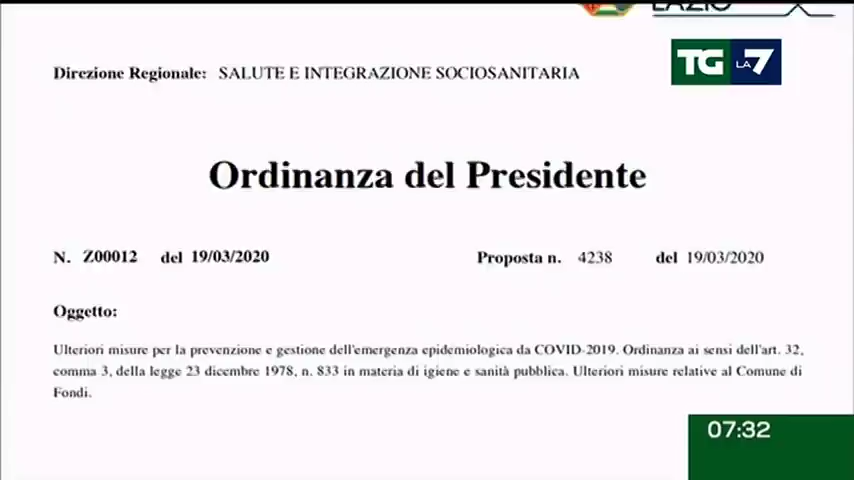 LAZIO
Direzione Regionale: SALUTE E INTEGRAZIONE SOCIOSANITARIA
TG LA 7
Ordinanza del Presidente
N. Z00012 del 19/03/2020 Proposta n. 4238 del 19/03/2020
Oggetto:
Ulteriori misure per la prevenzione e gestione dell'emergenza epidemiologica da COVID-2019. Ordinanza ai sensi dell'art. 32,
comma 3, della legge 23 dicembre 1978, n. 833 in materia di igiene e sanità pubblica. Ulteriori misure relative al Comune di
Fondi.
07:32